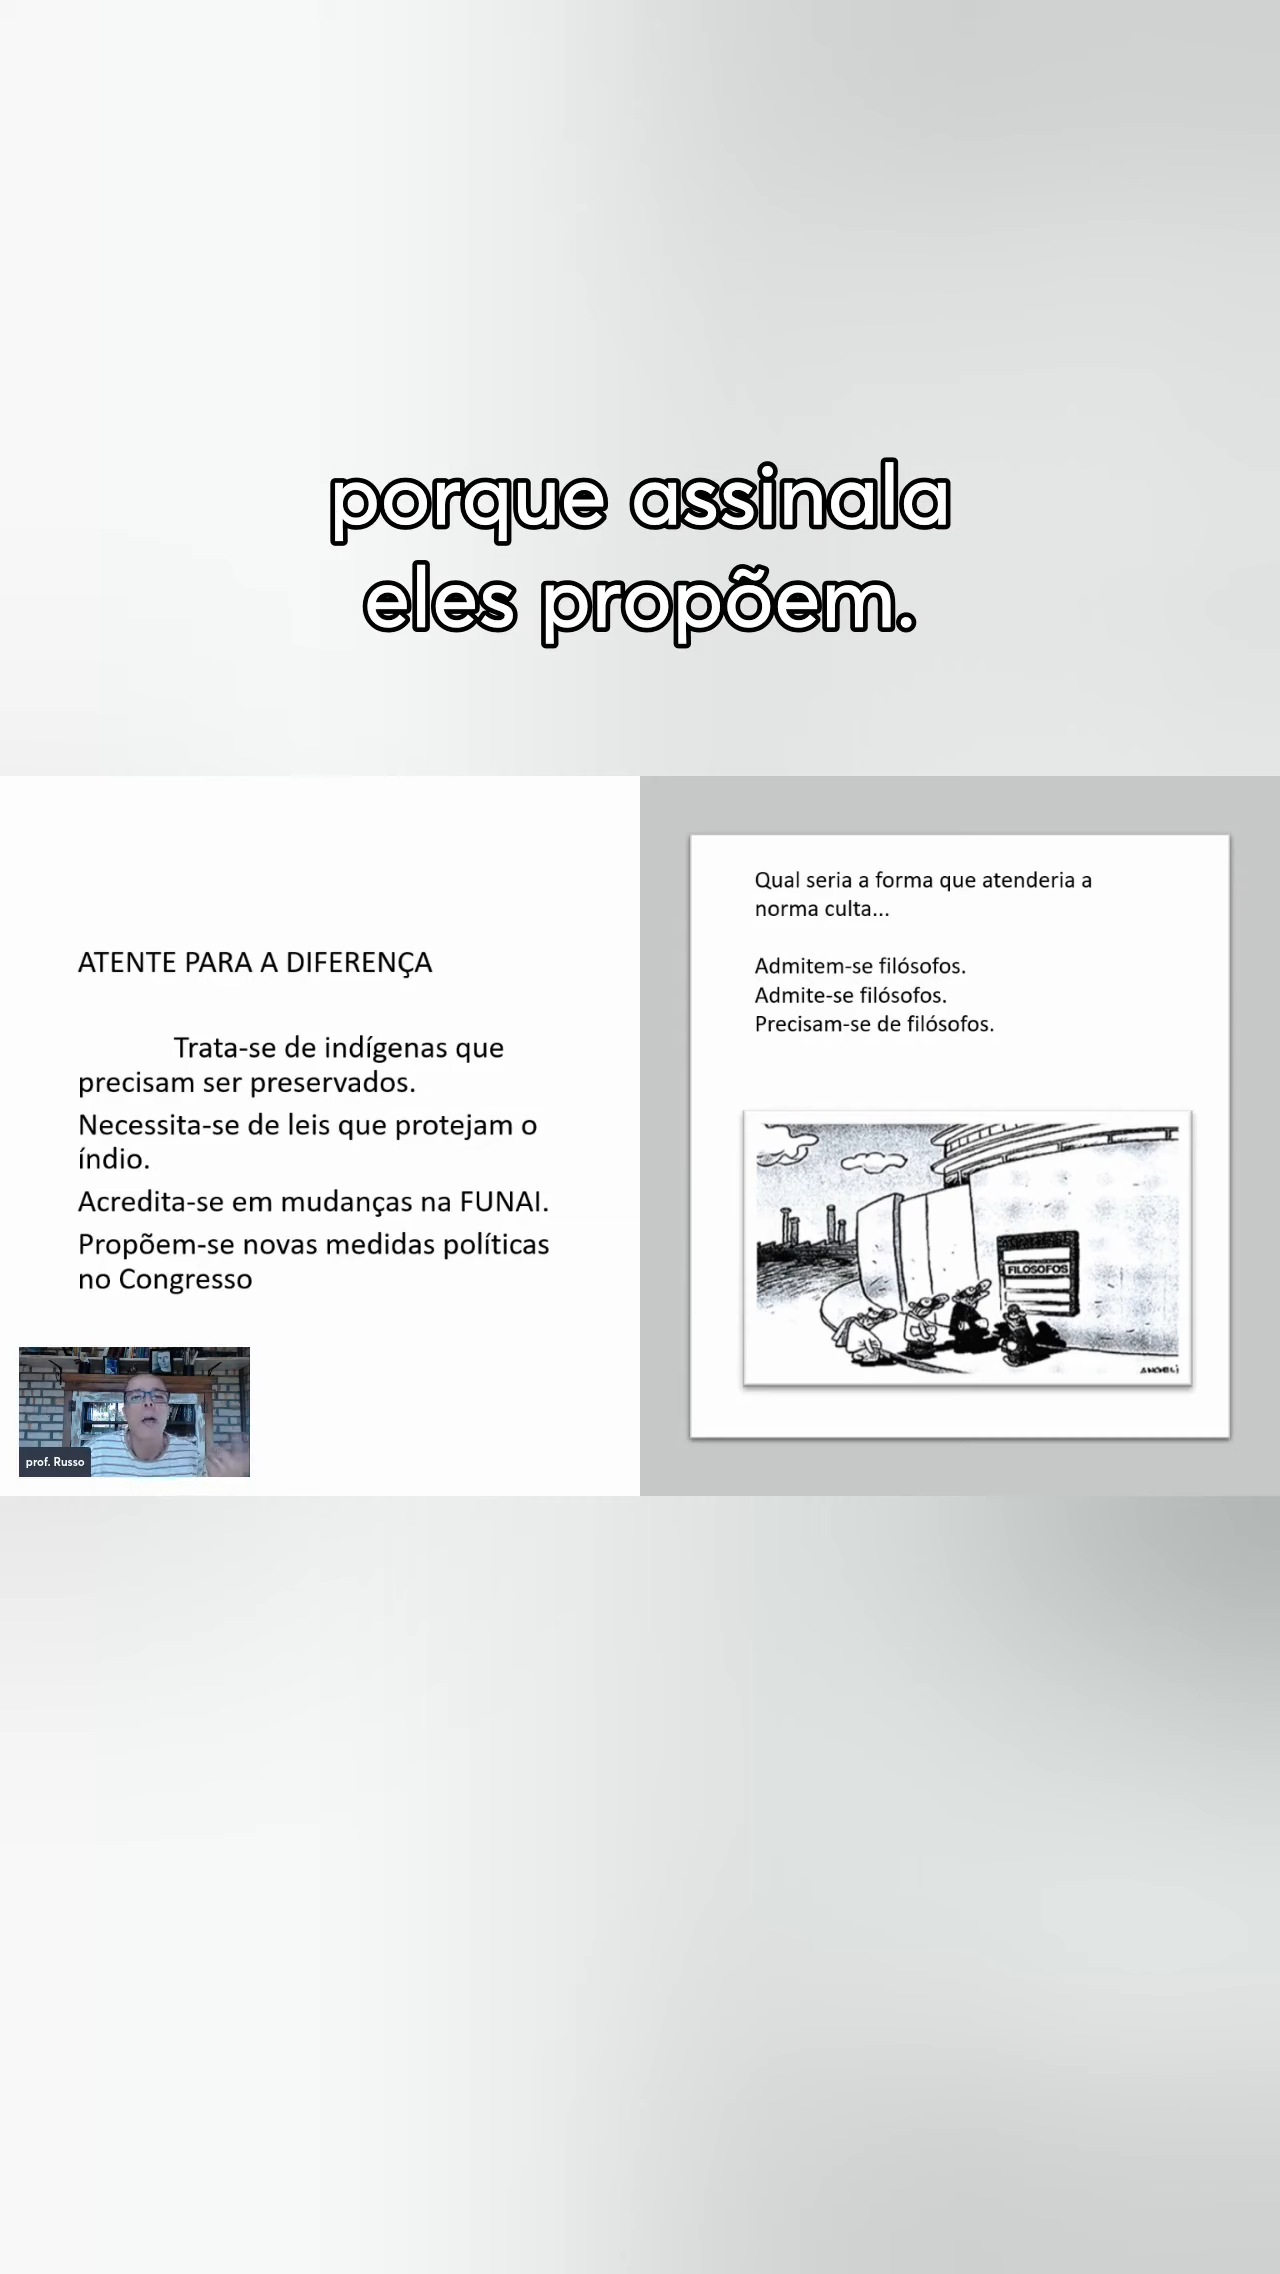 porque assinala
eles propõem.
ATENTE PARA A DIFERENÇA
Trata-se de indígenas que
precisam ser preservados.
Necessita-se de leis que protejam o
índio.
Acredita-se em mudanças na FUNAI.
Propõem-se novas medidas políticas
no Congresso
prof. Russo
Qual seria a forma que atenderia a
norma culta...
Admitem-se filósofos.
Admite-se filósofos.
Precisam-se de filósofos.
FILOSOFOS
ANGELI